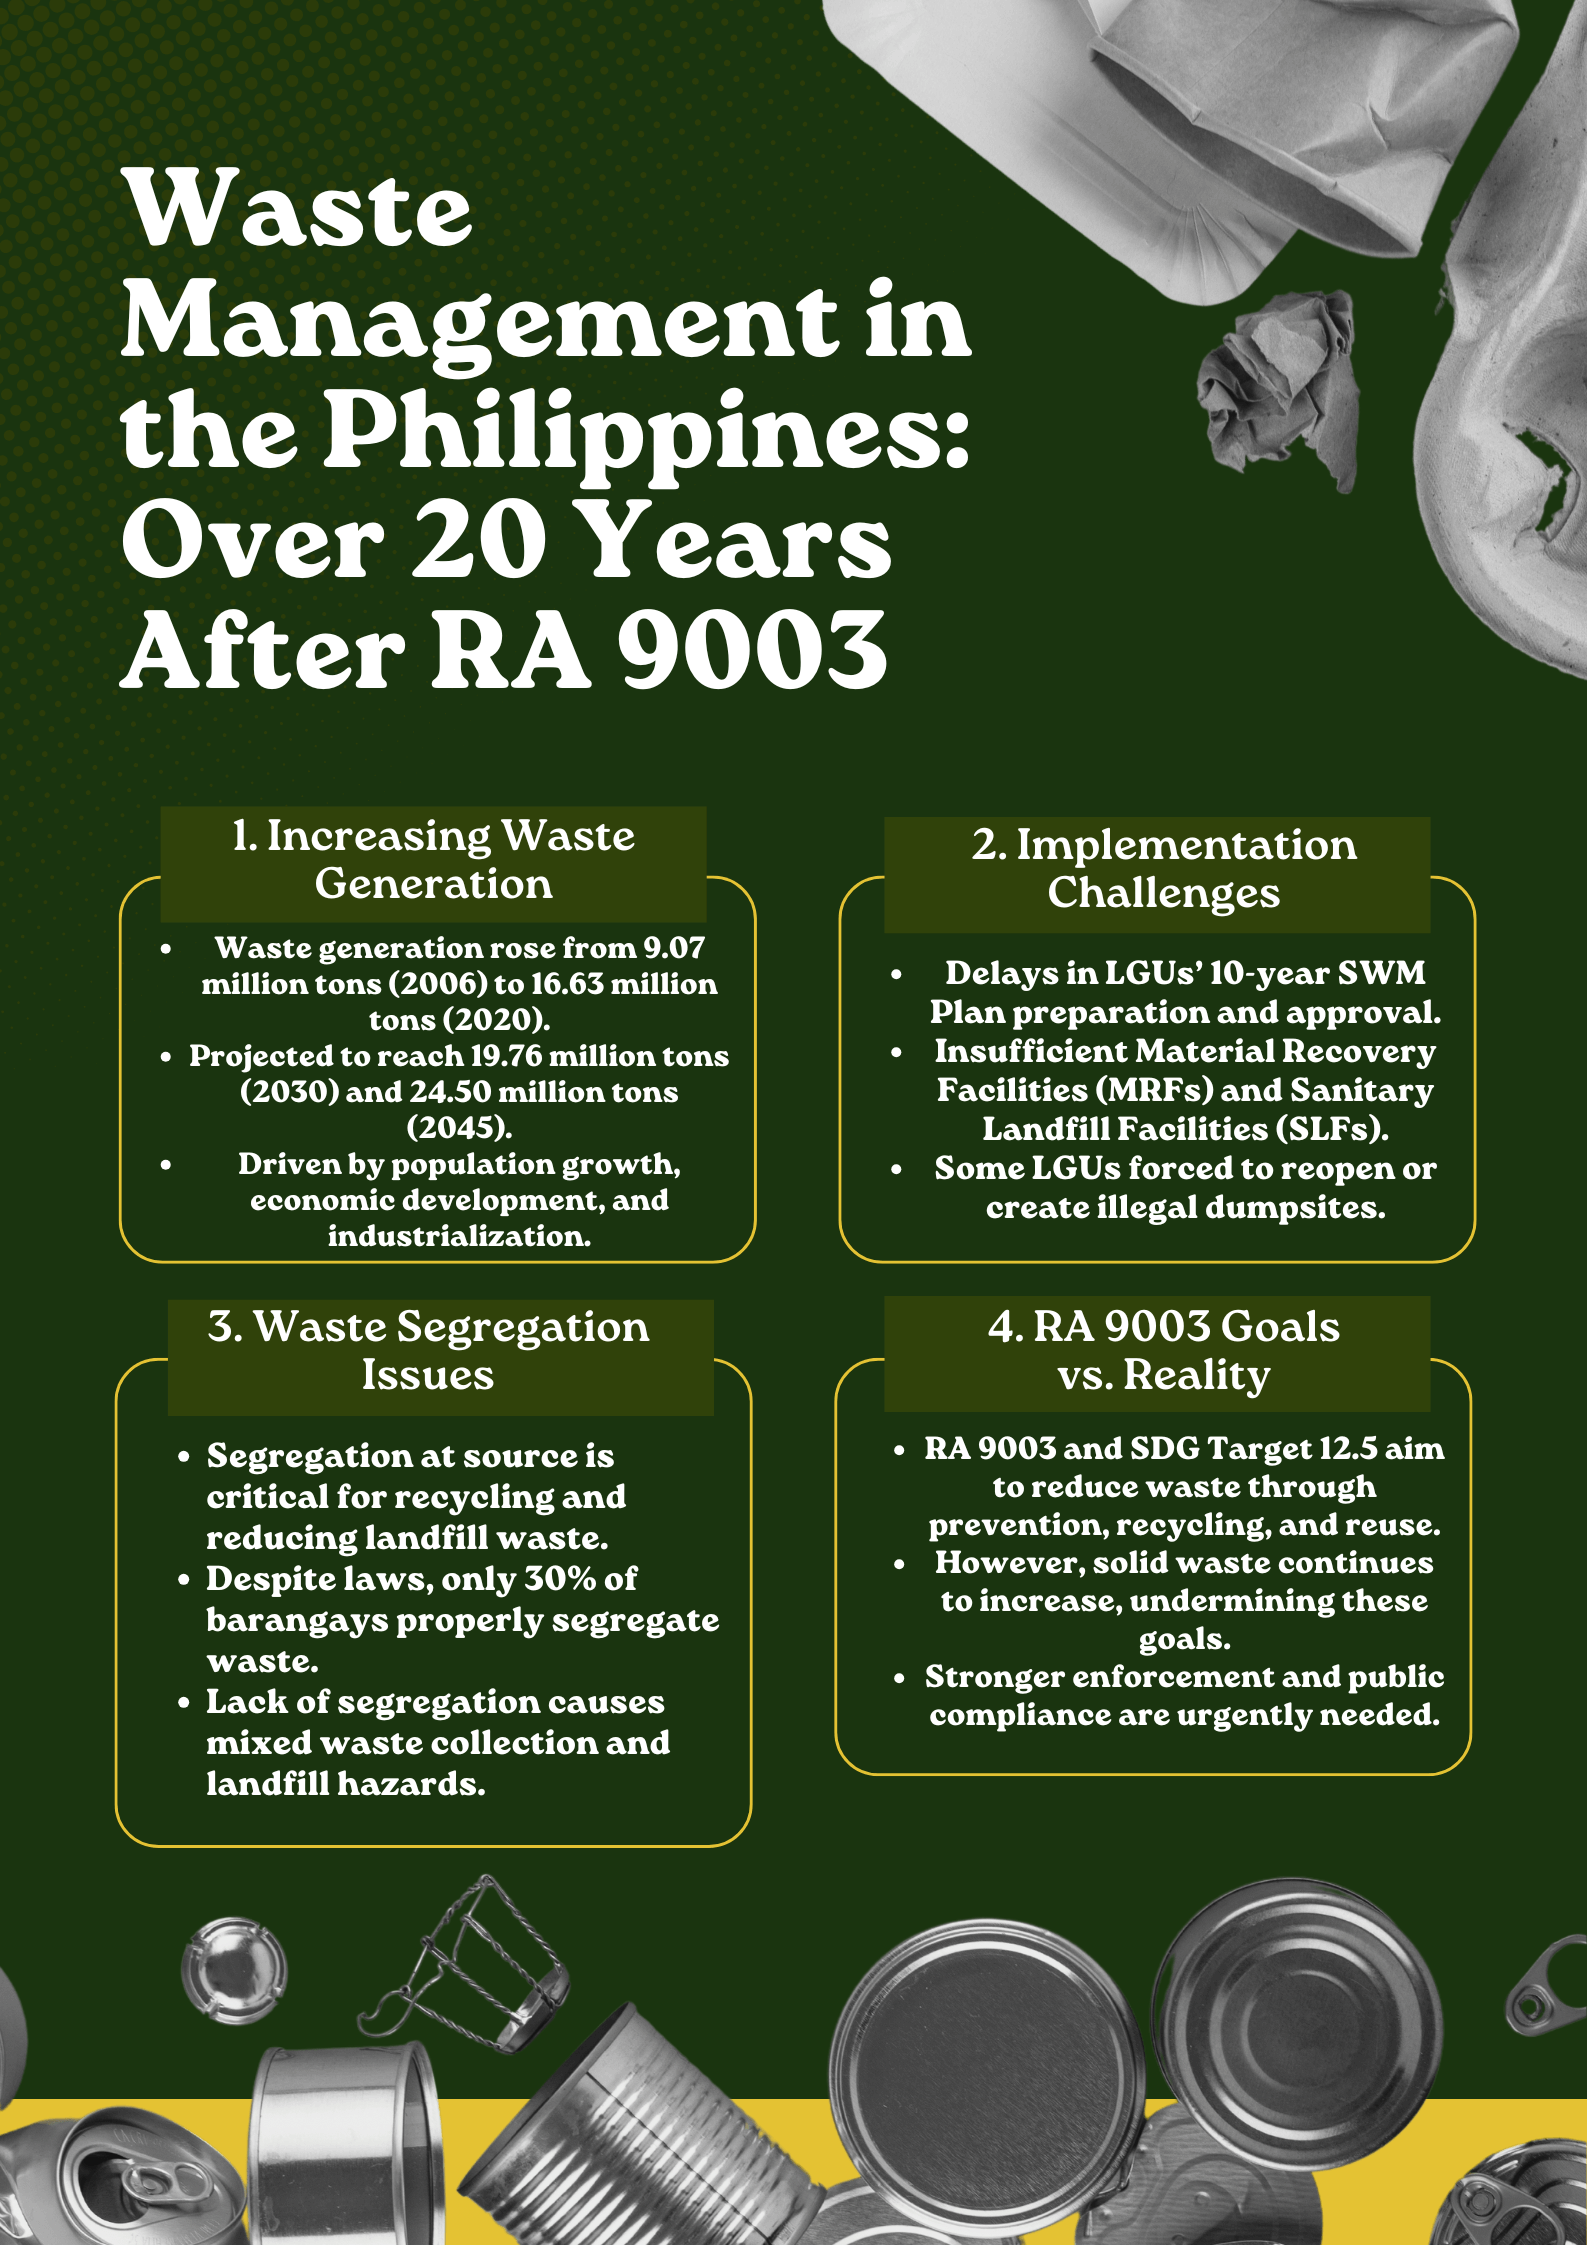 Waste
Management in
the Philippines:
Over 20 Years
After RA 9003
1. Increasing Waste
Generation
• Waste generation rose from 9.07
million tons (2006) to 16.63 million
tons (2020).
• Projected to reach 19.76 million tons
(2030) and 24.50 million tons
(2045).
• Driven by population growth,
economic development, and
industrialization.
2. Implementation
Challenges
• Delays in LGUs’ 10-year SWM
Plan preparation and approval.
• Insufficient Material Recovery
Facilities (MRFs) and Sanitary
Landfill Facilities (SLFs).
• Some LGUs forced to reopen or
create illegal dumpsites.
3. Waste Segregation
Issues
• Segregation at source is
critical for recycling and
reducing landfill waste.
• Despite laws, only 30% of
barangays properly segregate
waste.
• Lack of segregation causes
mixed waste collection and
landfill hazards.
4. RA 9003 Goals
vs. Reality
• RA 9003 and SDG Target 12.5 aim
to reduce waste through
prevention, recycling, and reuse.
• However, solid waste continues
to increase, undermining these
goals.
• Stronger enforcement and public
compliance are urgently needed.